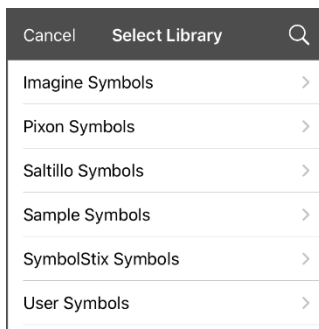 Cancel Select Library
Imagine Symbols
Pixon Symbols
Saltillo Symbols
Sample Symbols
SymbolStix Symbols
User Symbols